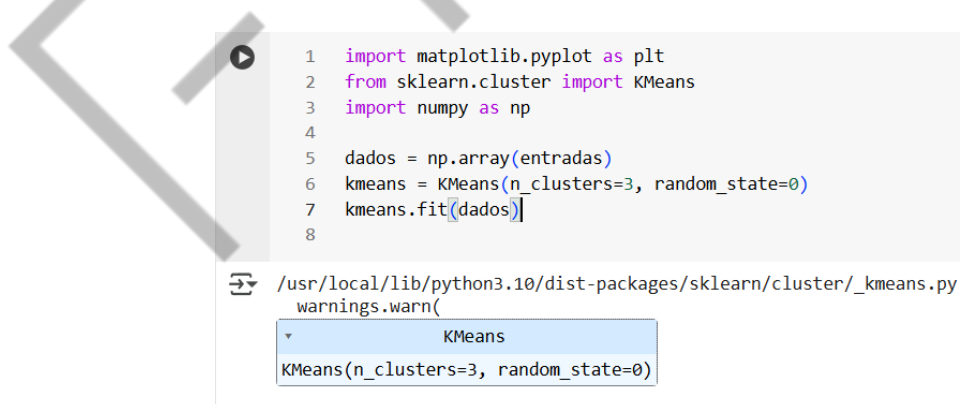 1 import matplotlib.pyplot as plt
2 from sklearn.cluster import KMeans
3 import numpy as np
4
5 dados = np.array(entradas)
6 kmeans = KMeans(n_clusters=3, random_state=0)
7 kmeans.fit(dados)
8
/usr/local/lib/python3.10/dist-packages/sklearn/cluster/_kmeans.py
warnings.warn(
KMeans
KMeans(n_clusters=3, random_state=0)